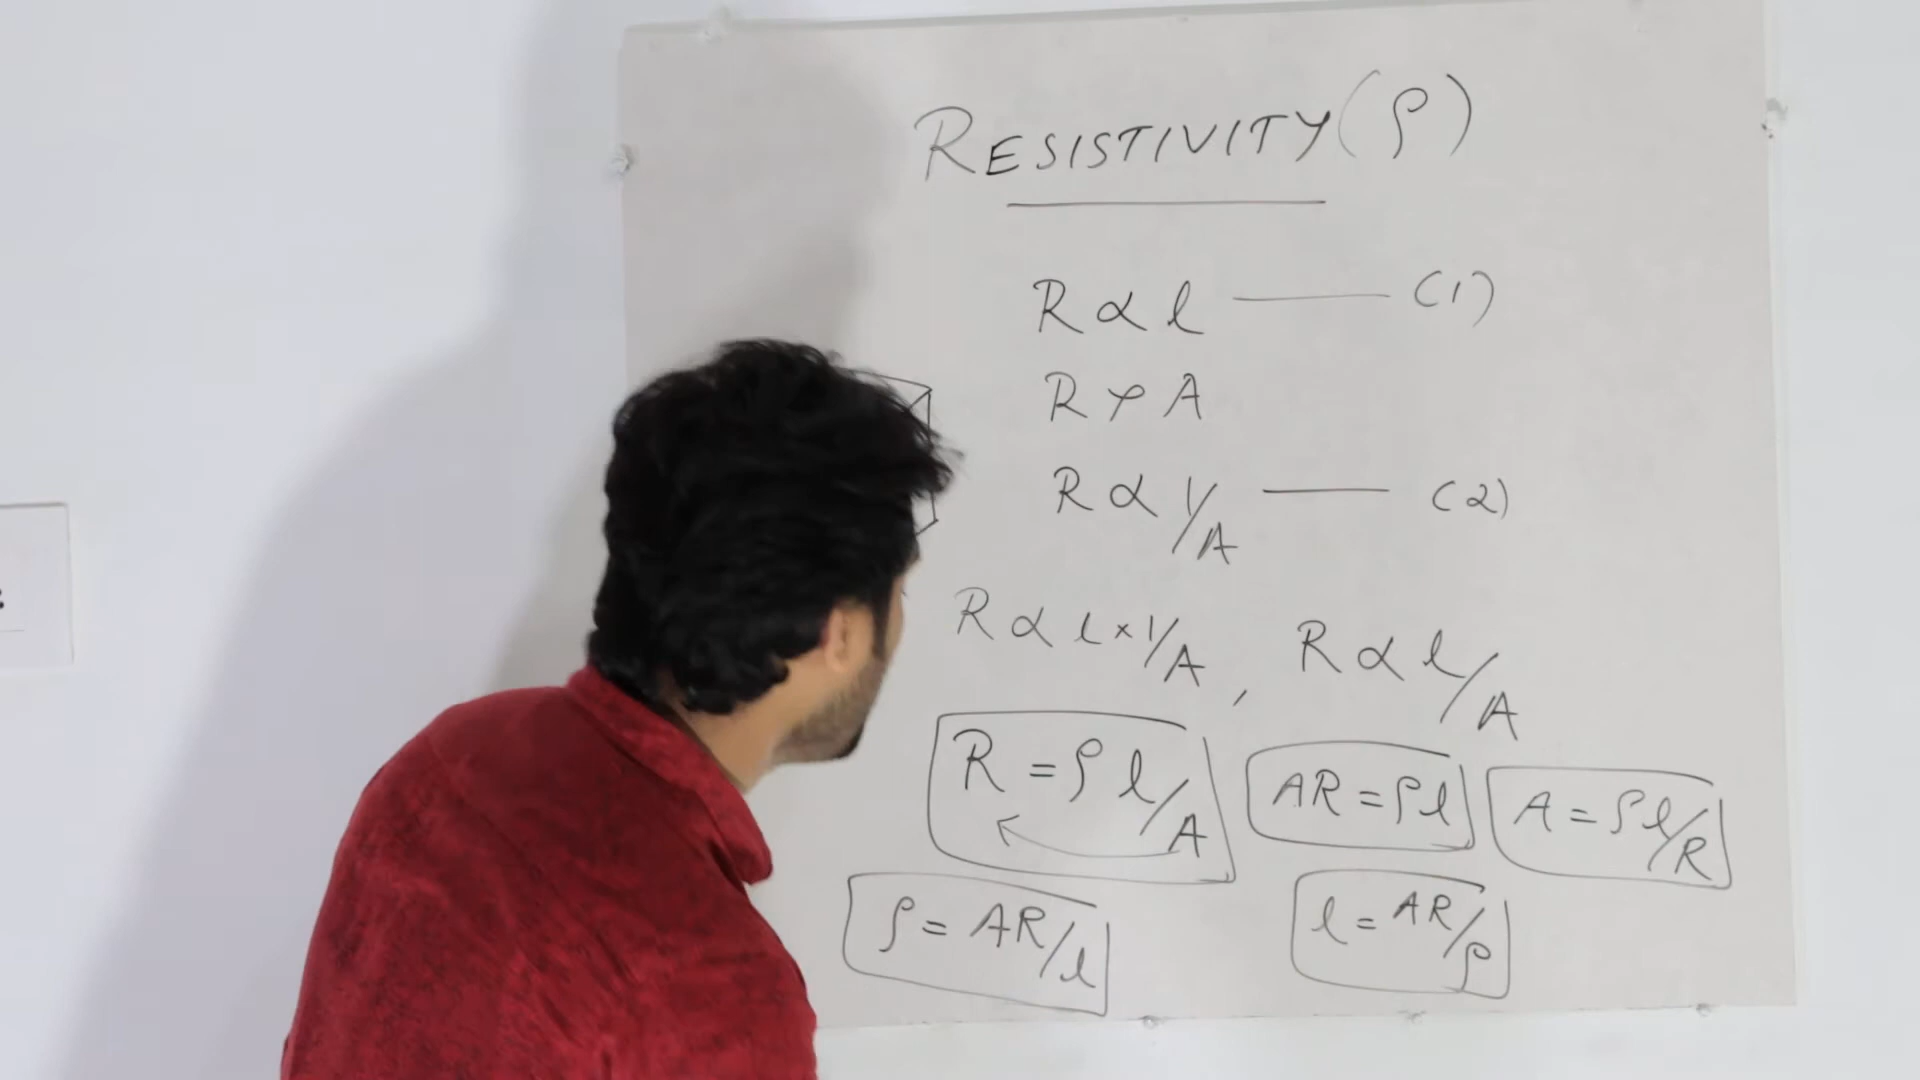 RESISTIVITY (ρ)
R ∝ l —— (1)
R ∝ A
R ∝ 1/A —— (2)
R ∝ l × 1/A , R ∝ l/A
R = ρ l/A
AR = ρl
A = ρl/R
ρ = AR/l
l = AR/ρ